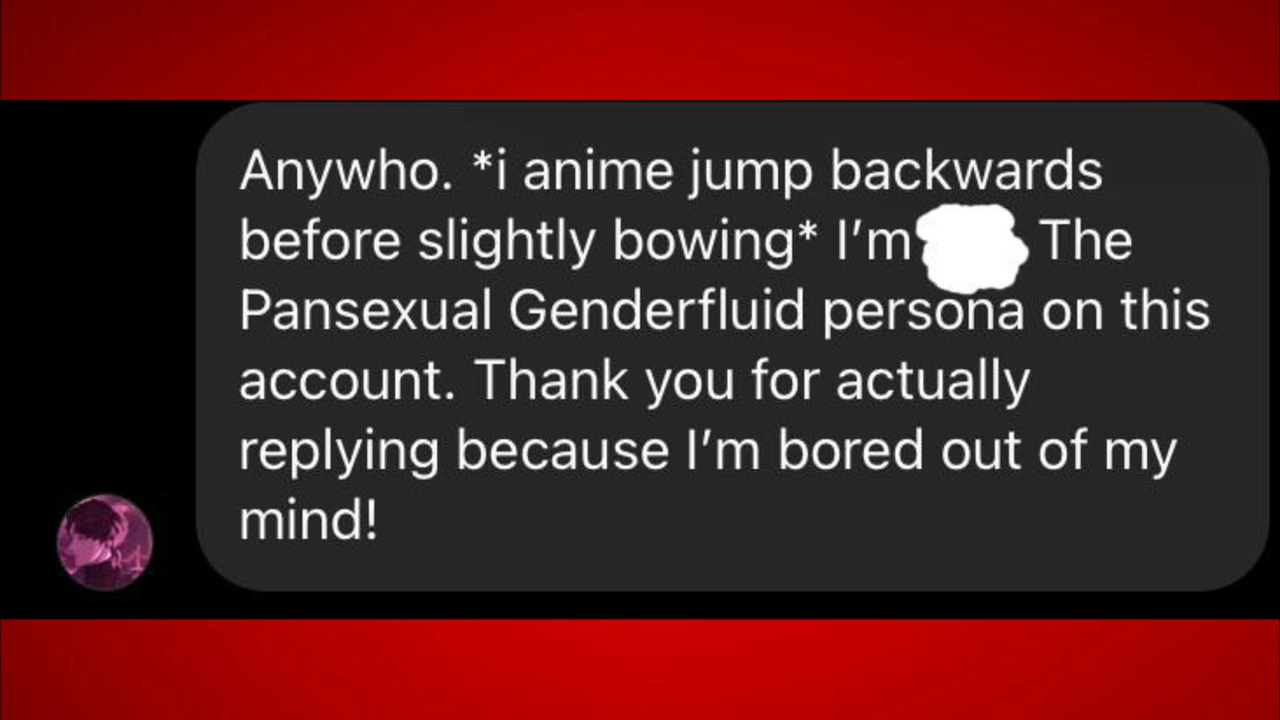 Anywho. *i anime jump backwards
before slightly bowing* I’m The
Pansexual Genderfluid persona on this
account. Thank you for actually
replying because I’m bored out of my
mind!